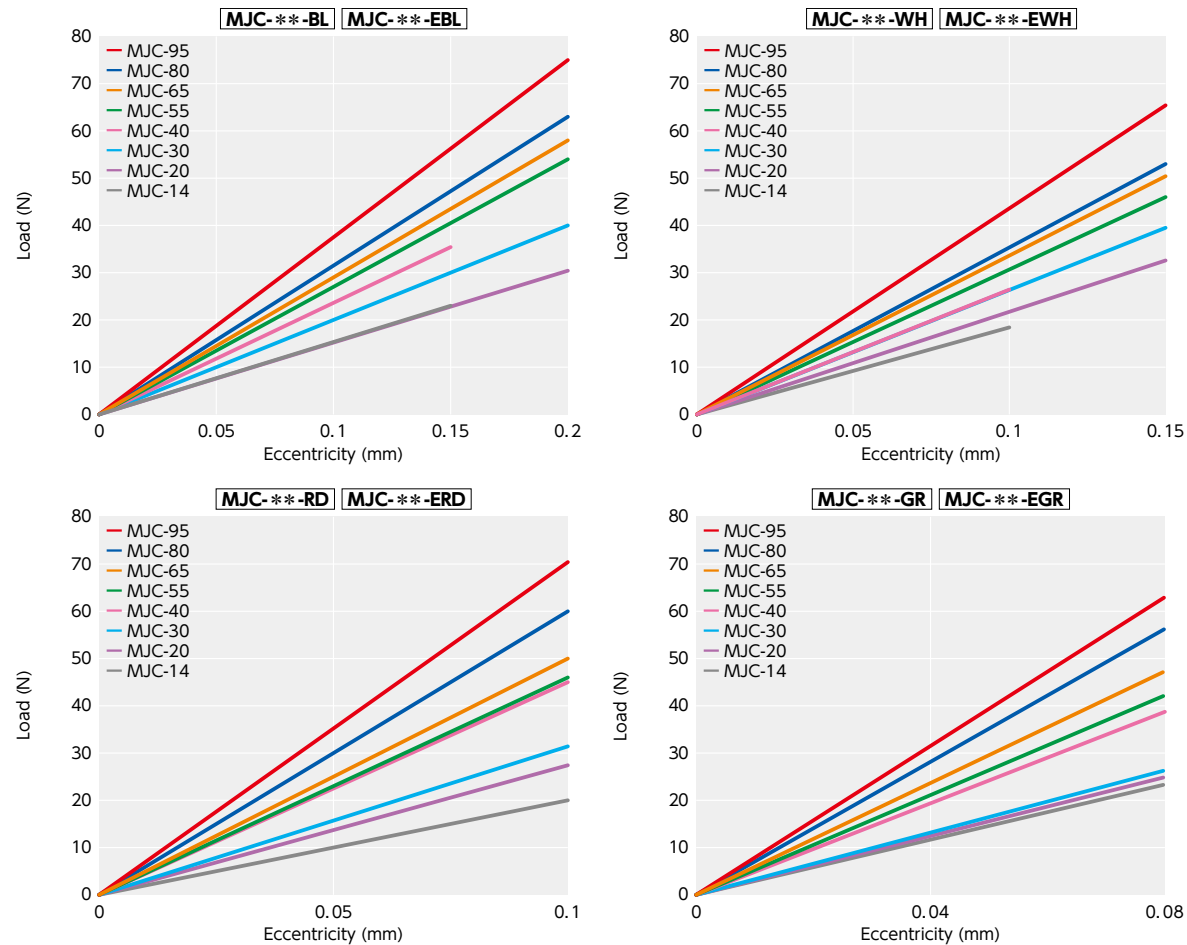 MJC-**-BL MJC-**-EBL
80
70
60
50
40
30
20
10
0
Load (N)
MJC-95
MJC-80
MJC-65
MJC-55
MJC-40
MJC-30
MJC-20
MJC-14
0 0.05 0.1 0.15 0.2
Eccentricity (mm)
MJC-**-WH MJC-**-EWH
80
70
60
50
40
30
20
10
0
Load (N)
MJC-95
MJC-80
MJC-65
MJC-55
MJC-40
MJC-30
MJC-20
MJC-14
0 0.05 0.1 0.15
Eccentricity (mm)
MJC-**-RD MJC-**-ERD
80
70
60
50
40
30
20
10
0
Load (N)
MJC-95
MJC-80
MJC-65
MJC-55
MJC-40
MJC-30
MJC-20
MJC-14
0 0.05 0.1
Eccentricity (mm)
MJC-**-GR MJC-**-EGR
80
70
60
50
40
30
20
10
0
Load (N)
MJC-95
MJC-80
MJC-65
MJC-55
MJC-40
MJC-30
MJC-20
MJC-14
0 0.04 0.08
Eccentricity (mm)